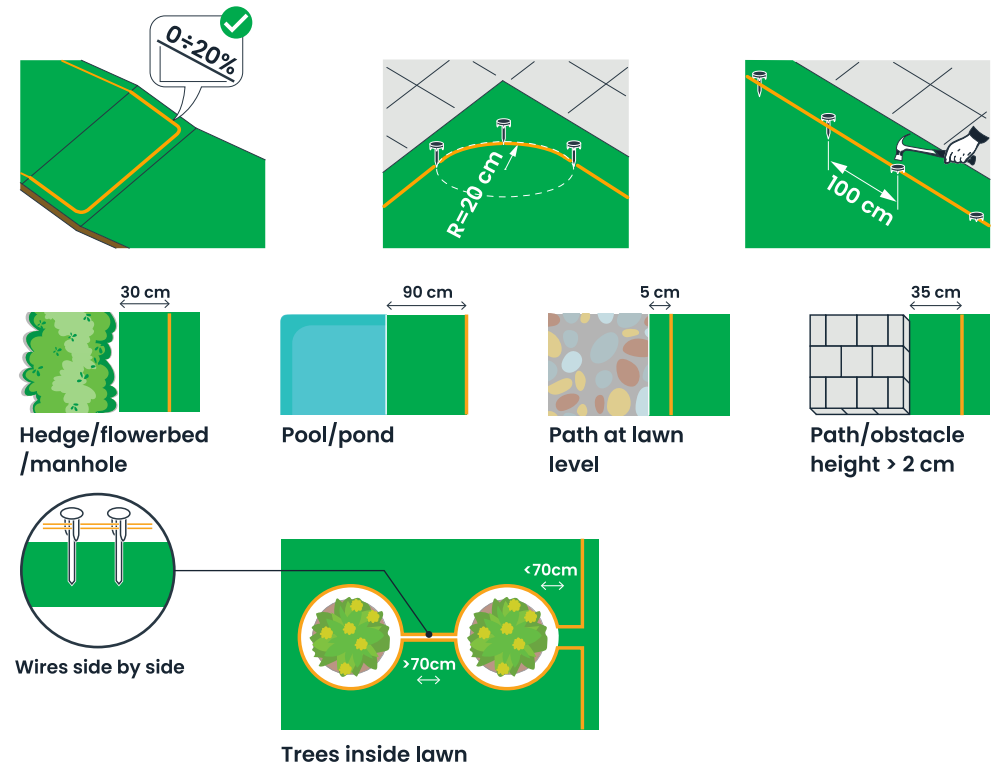 0÷20%
R=20 cm
100 cm
30 cm
90 cm
5 cm
35 cm
Hedge/flowerbed
/manhole
Pool/pond
Path at lawn
level
Path/obstacle
height > 2 cm
<70cm
>70cm
Wires side by side
Trees inside lawn